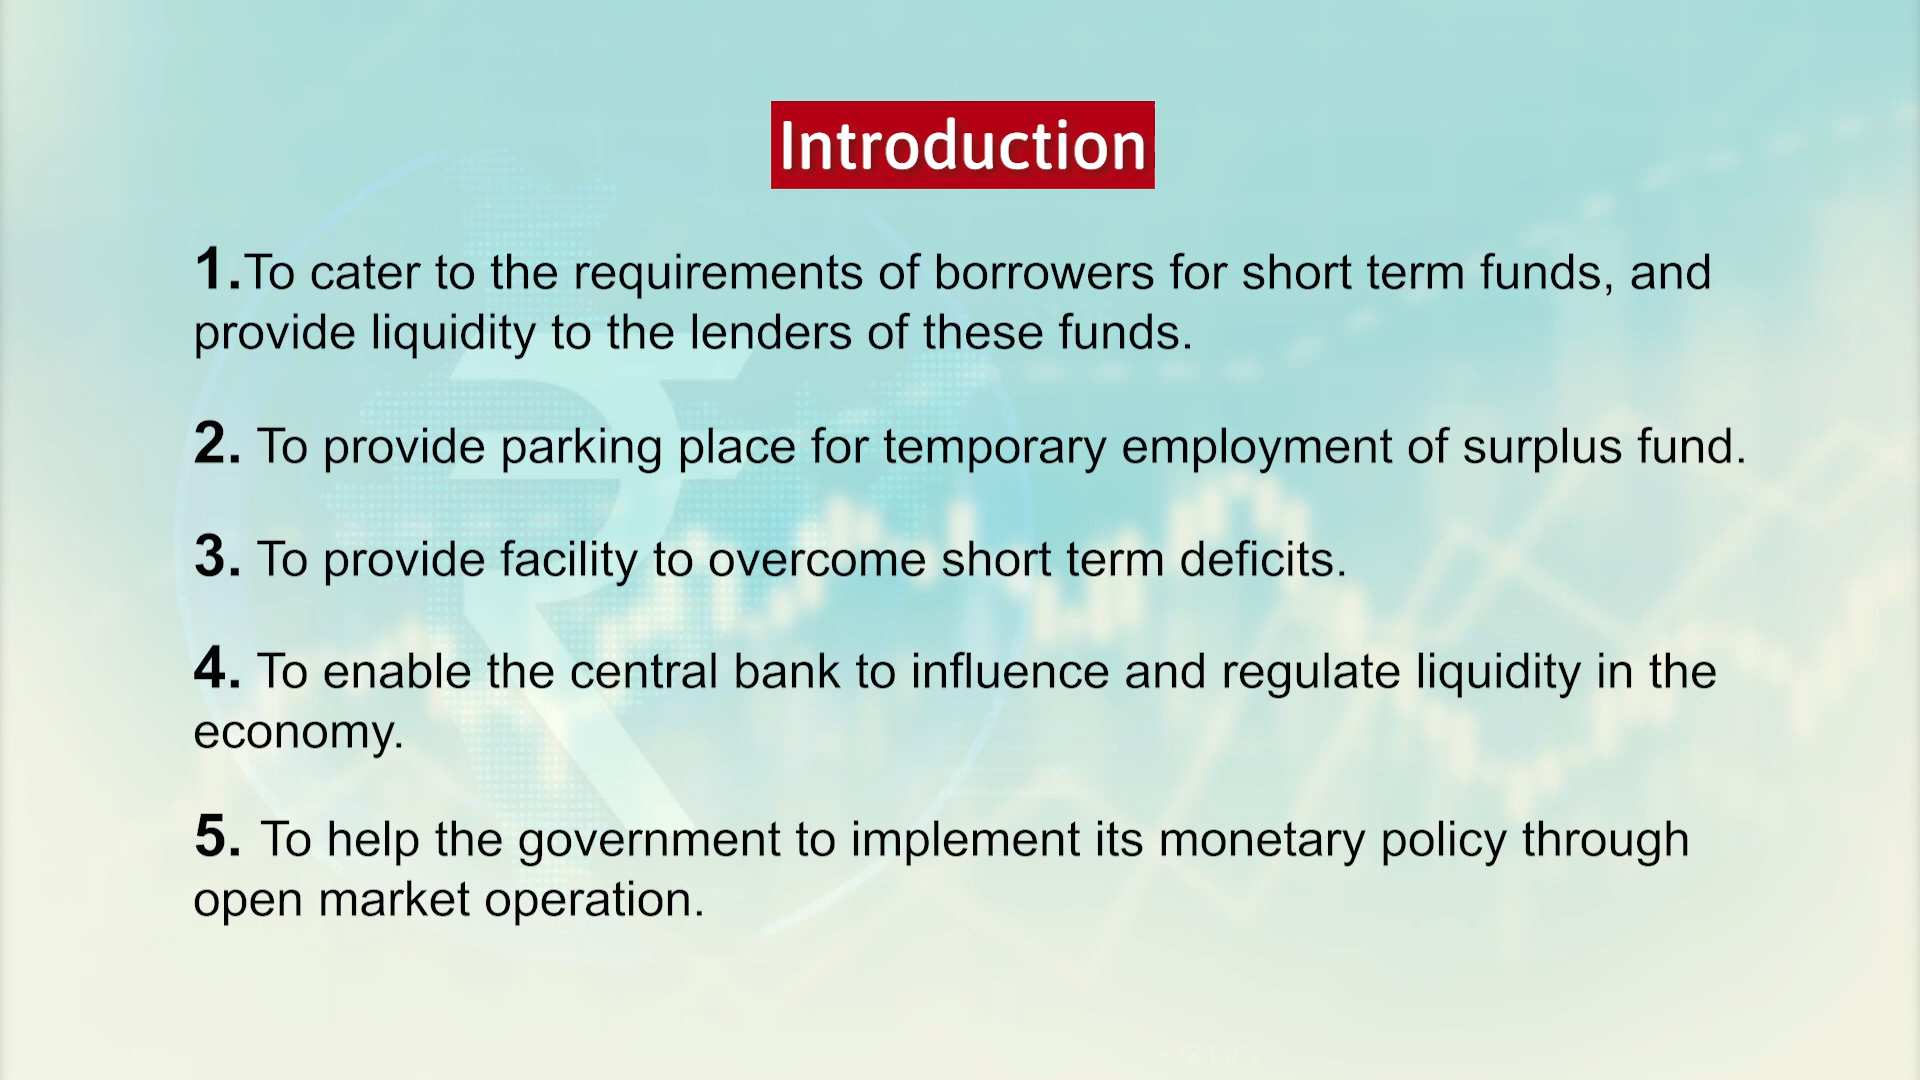 Introduction
1.To cater to the requirements of borrowers for short term funds, and
provide liquidity to the lenders of these funds.
2. To provide parking place for temporary employment of surplus fund.
3. To provide facility to overcome short term deficits.
4. To enable the central bank to influence and regulate liquidity in the
economy.
5. To help the government to implement its monetary policy through
open market operation.